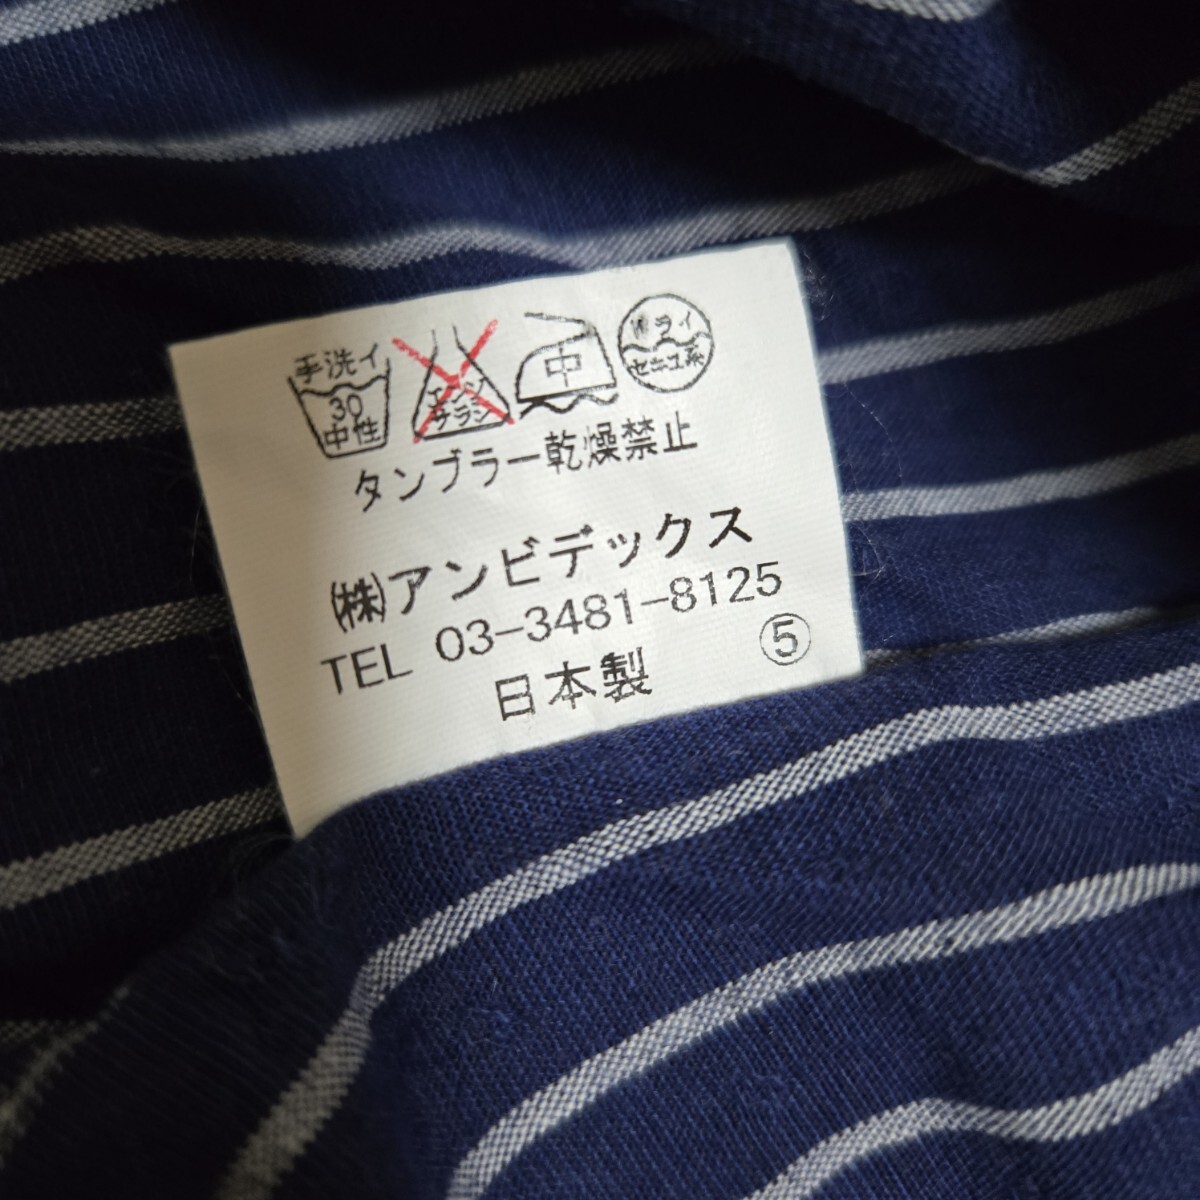 手洗イ
30
中性
エンソ
サラシ
中
ドライ
セキユ系
タンブラー乾燥禁止
㈱アンビデックス
TEL 03-3481-8125
日本製 ⑤